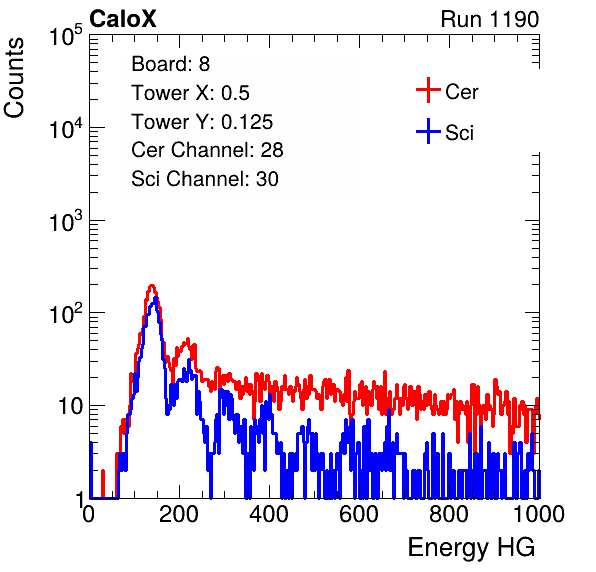 CaloX Run 1190
Counts
10^5
10^4
10^3
10^2
10
1
Board: 8
Tower X: 0.5
Tower Y: 0.125
Cer Channel: 28
Sci Channel: 30
Cer
Sci
0 200 400 600 800 1000
Energy HG